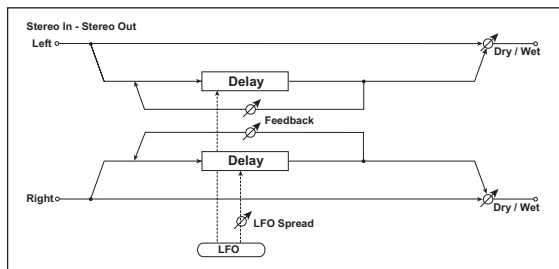 Stereo In - Stereo Out
Left
Dry / Wet
Delay
Feedback
Delay
Right
Dry / Wet
LFO Spread
LFO